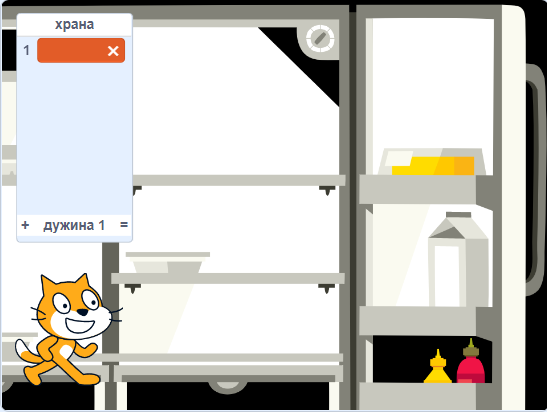 храна
1
+ дужина 1 =